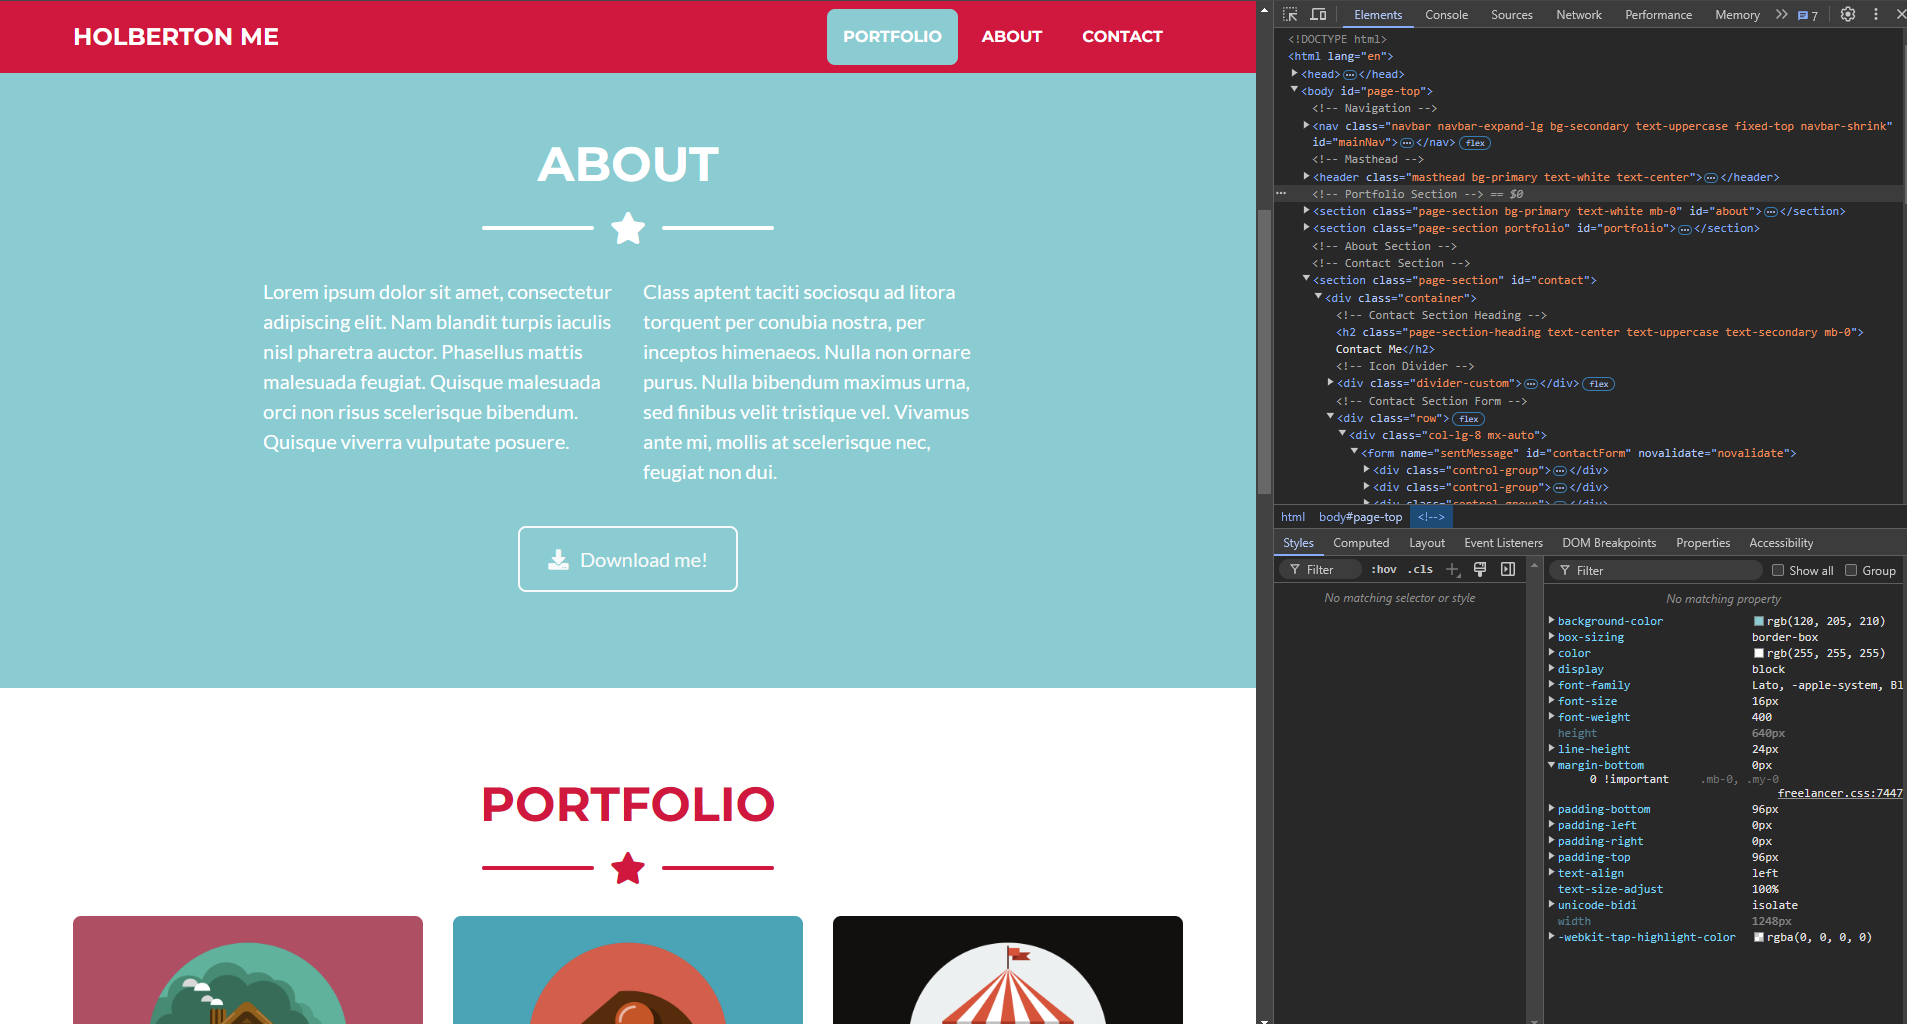 HOLBERTON ME
PORTFOLIO
ABOUT
CONTACT
ABOUT
Lorem ipsum dolor sit amet, consectetur
adipiscing elit. Nam blandit turpis iaculis
nisl pharetra auctor. Phasellus mattis
malesuada feugiat. Quisque malesuada
orci non risus scelerisque bibendum.
Quisque viverra vulputate posuere.
Class aptent taciti sociosqu ad litora
torquent per conubia nostra, per
inceptos himenaeos. Nulla non ornare
purus. Nulla bibendum maximus urna,
sed finibus velit tristique vel. Vivamus
ante mi, mollis at scelerisque nec,
feugiat non dui.
Download me!
PORTFOLIO
Elements Console Sources Network Performance Memory 7
<!DOCTYPE html>
<html lang="en">
<head>…</head>
<body id="page-top">
<!-- Navigation -->
<nav class="navbar navbar-expand-lg bg-secondary text-uppercase fixed-top navbar-shrink"
id="mainNav">…</nav> flex
<!-- Masthead -->
<header class="masthead bg-primary text-white text-center">…</header>
<!-- Portfolio Section --> == $0
<section class="page-section bg-primary text-white mb-0" id="about">…</section>
<section class="page-section portfolio" id="portfolio">…</section>
<!-- About Section -->
<!-- Contact Section -->
<section class="page-section" id="contact">
<div class="container">
<!-- Contact Section Heading -->
<h2 class="page-section-heading text-center text-uppercase text-secondary mb-0">
Contact Me</h2>
<!-- Icon Divider -->
<div class="divider-custom">…</div> flex
<!-- Contact Section Form -->
<div class="row"> flex
<div class="col-lg-8 mx-auto">
<form name="sentMessage" id="contactForm" novalidate="novalidate">
<div class="control-group">…</div>
<div class="control-group">…</div>
<div class="control-group">…</div>
html body#page-top <!-->
Styles Computed Layout Event Listeners DOM Breakpoints Properties Accessibility
Filter :hov .cls
No matching selector or style
Filter Show all Group
No matching property
background-color rgb(120, 205, 210)
box-sizing border-box
color rgb(255, 255, 255)
display block
font-family Lato, -apple-system, Bl
font-size 16px
font-weight 400
height 640px
line-height 24px
margin-bottom 0px
0 !important .mb-0, .my-0
freelancer.css:7447
padding-bottom 96px
padding-left 0px
padding-right 0px
padding-top 96px
text-align left
text-size-adjust 100%
unicode-bidi isolate
width 1248px
-webkit-tap-highlight-color rgba(0, 0, 0, 0)